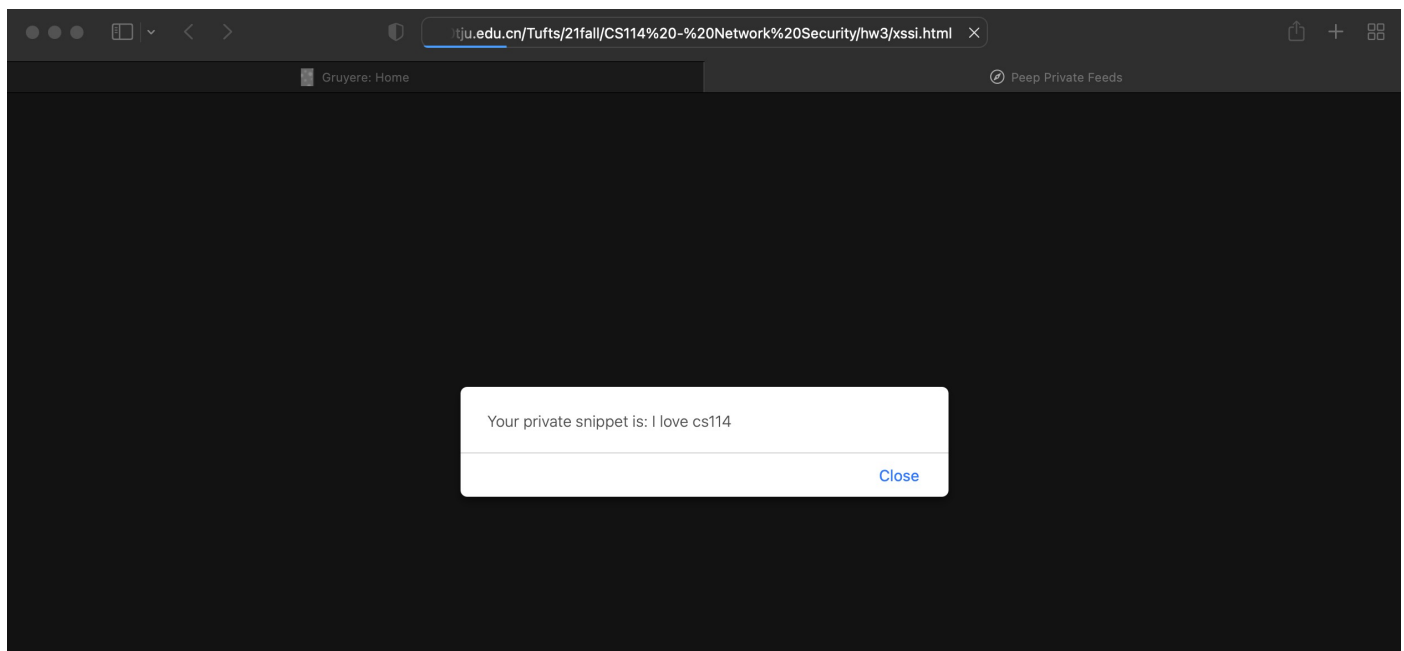 tju.edu.cn/Tufts/21fall/CS114%20-%20Network%20Security/hw3/xssi.html
Gruyere: Home
Peep Private Feeds
Your private snippet is: I love cs114
Close